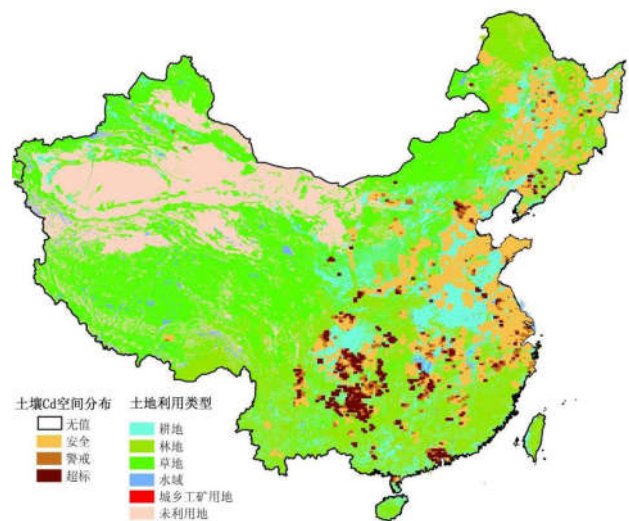 土壤Cd空间分布
无值
安全
警戒
超标
土地利用类型
耕地
林地
草地
水域
城乡工矿用地
未利用地